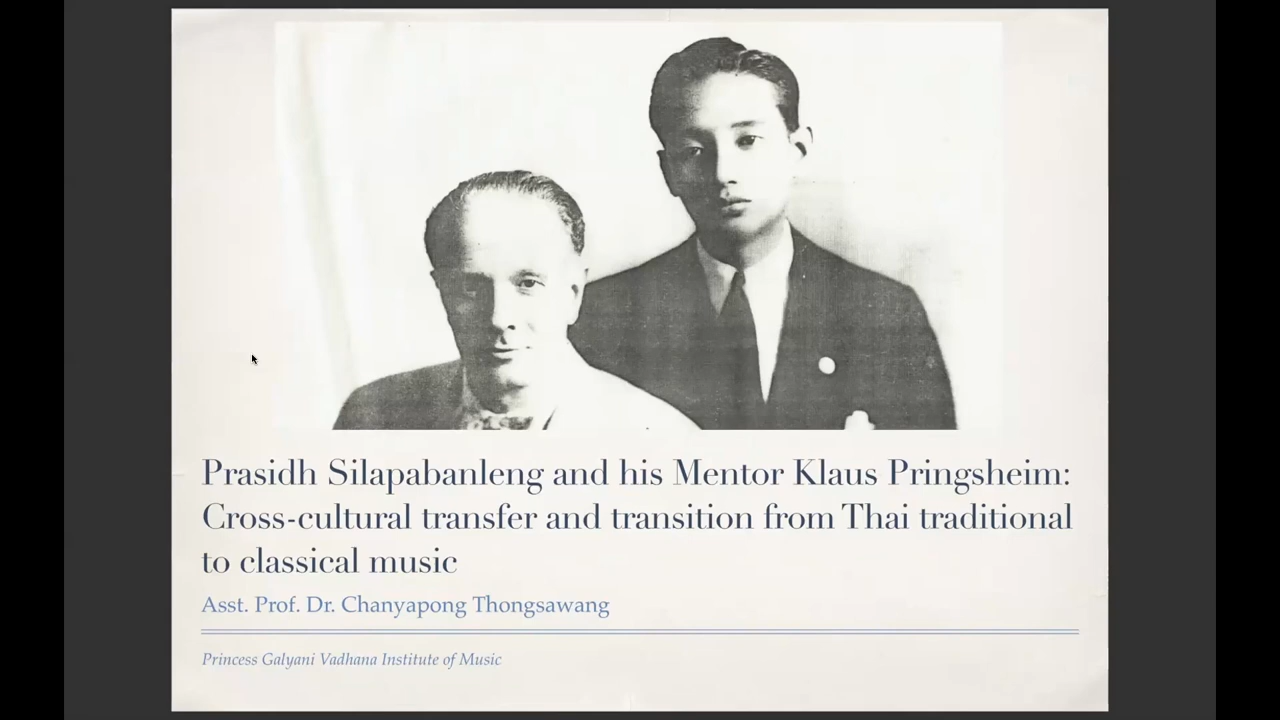 Prasidh Silapabanleng and his Mentor Klaus Pringsheim:
Cross-cultural transfer and transition from Thai traditional
to classical music
Asst. Prof. Dr. Chanyapong Thongsawang
Princess Galyani Vadhana Institute of Music